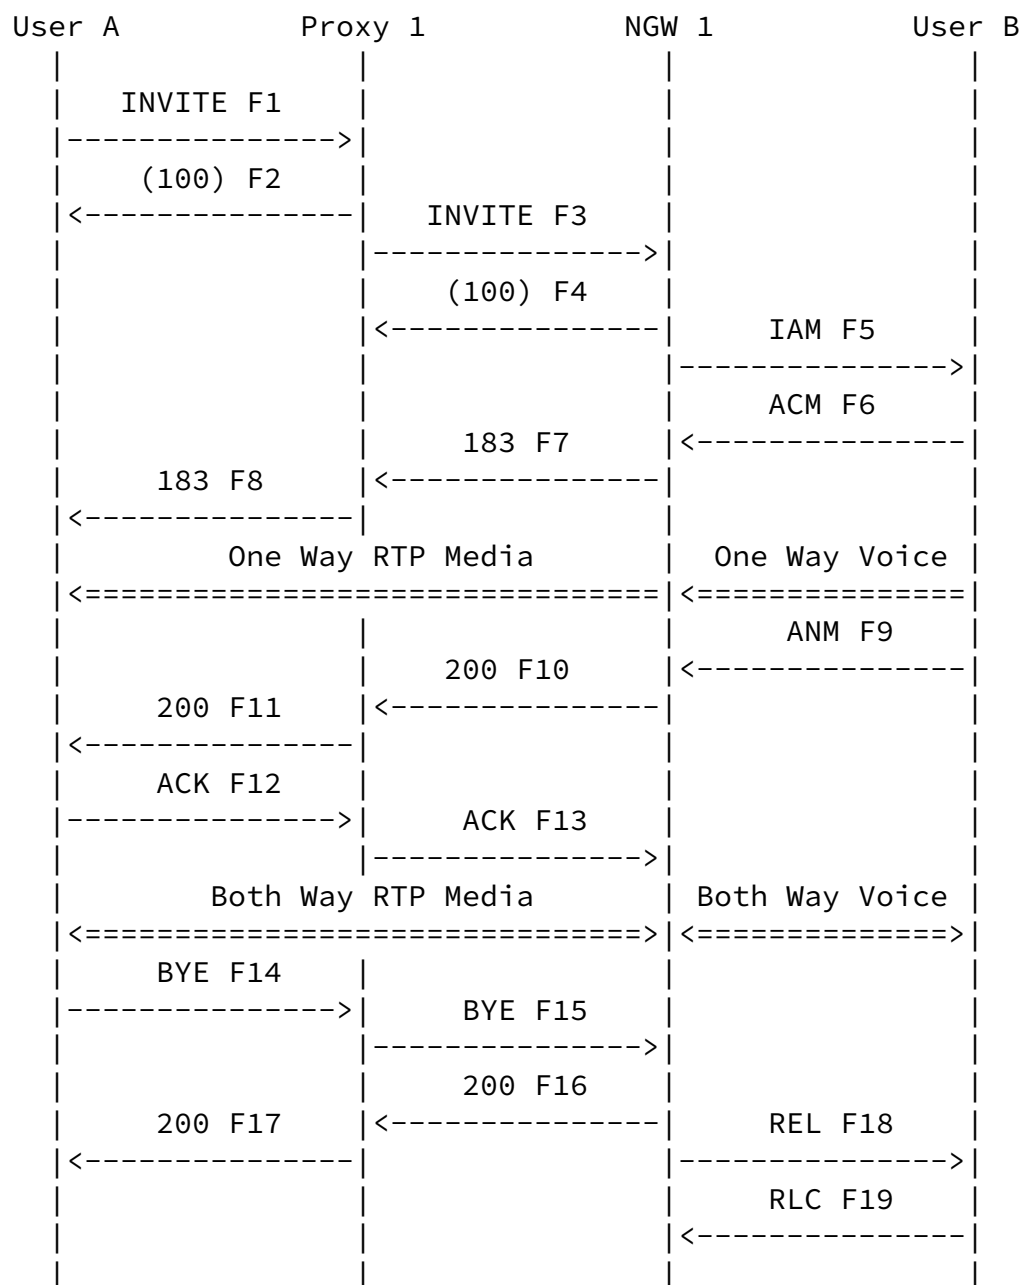 User A Proxy 1 NGW 1 User B
INVITE F1
(100) F2
INVITE F3
(100) F4
IAM F5
ACM F6
183 F7
183 F8
One Way RTP Media One Way Voice
ANM F9
200 F10
200 F11
ACK F12
ACK F13
Both Way RTP Media Both Way Voice
BYE F14
BYE F15
200 F16
200 F17 REL F18
RLC F19